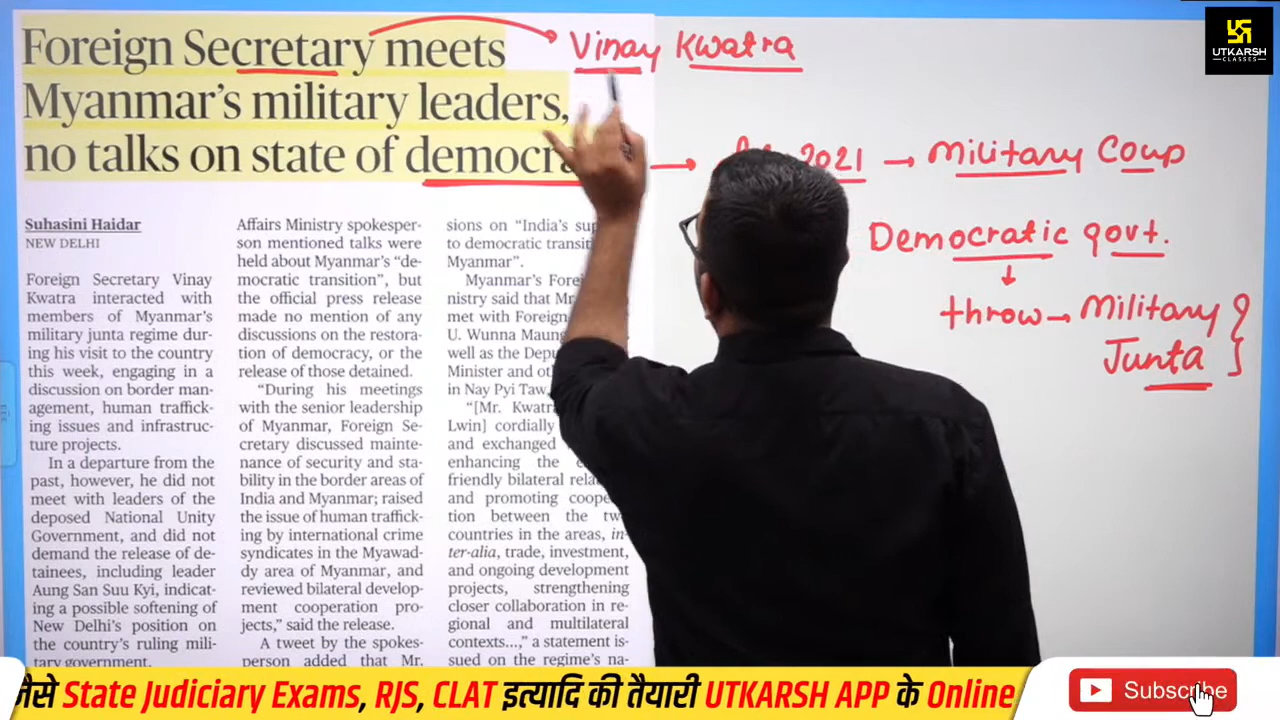 Foreign Secretary meets
Myanmar's military leaders,
no talks on state of
Vinay Kwatra
UTKARSH
CLASSES
2021 → Military Coup
Democratic govt.
throw → Military
Junta
Suhasini Haidar
NEW DELHI
Foreign Secretary Vinay
Kwatra interacted with
members of Myanmar's
military junta regime dur-
ing his visit to the country
this week, engaging in a
discussion on border man-
agement, human traffick-
ing issues and infrastruc-
ture projects.
In a departure from the
past, however, he did not
meet with leaders of the
deposed National Unity
Government, and did not
demand the release of de-
tainees, including leader
Aung San Suu Kyi, indicat-
ing a possible softening of
New Delhi's position on
the country's ruling mili-
tary government.
Affairs Ministry spokesper-
son mentioned talks were
held about Myanmar's "de-
mocratic transition", but
the official press release
made no mention of any
discussions on the restora-
tion of democracy, or the
release of those detained.
"During his meetings
with the senior leadership
of Myanmar, Foreign Se-
cretary discussed mainte-
nance of security and sta-
bility in the border areas of
India and Myanmar; raised
the issue of human traffick-
ing by international crime
syndicates in the Myawad-
dy area of Myanmar, and
reviewed bilateral develop-
ment cooperation pro-
jects," said the release.
A tweet by the spokes-
person added that Mr.
sions on "India's
to democratic
Myanmar".
Myanmar's
nistry said that Mr.
met with Foreign
U. Wunna Maung
well as the
Minister and
in Nay Pyi Taw.
"[Mr.
Lwin] cordially
and exchanged
enhancing the
friendly bilateral
and promoting
tion between the
countries in the areas, in-
ter-alia, trade, investment,
and ongoing development
projects, strengthening
closer collaboration in re-
gional and multilateral
contexts...," a statement is-
sued on the regime's na-
जैसे State Judiciary Exams, RJS, CLAT इत्यादि की तैयारी UTKARSH APP के Online
Subscribe